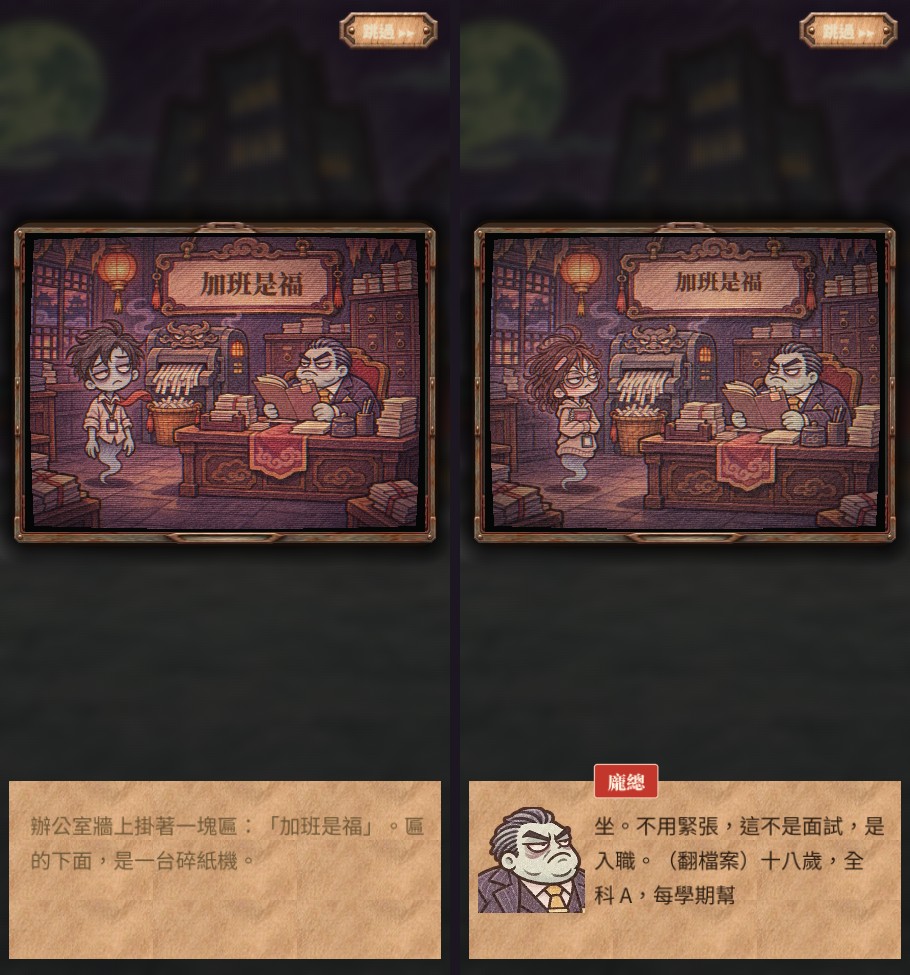 跳過
加班是福
辦公室牆上掛著一塊匾：「加班是福」。匾
的下面，是一台碎紙機。
跳過
加班是福
龐總
坐。不用緊張，這不是面試，是
入職。（翻檔案）十八歲，全
科 A，每學期幫